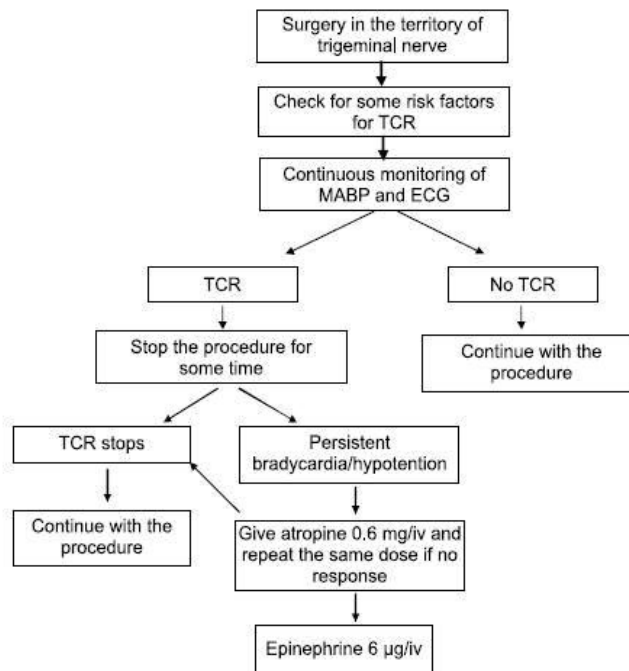 Surgery in the territory of
trigeminal nerve
Check for some risk factors
for TCR
Continuous monitoring of
MABP and ECG
TCR
No TCR
Stop the procedure for
some time
Continue with the
procedure
TCR stops
Persistent
bradycardia/hypotention
Continue with the
procedure
Give atropine 0,6 mg/iv and
repeat the same dose if no
response
Epinephrine 6 µg/iv